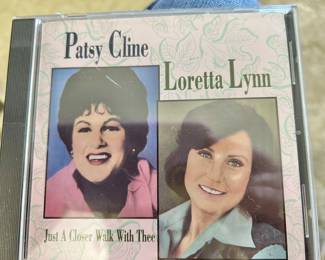 Patsy Cline
Loretta Lynn
Just A Closer Walk With Thee